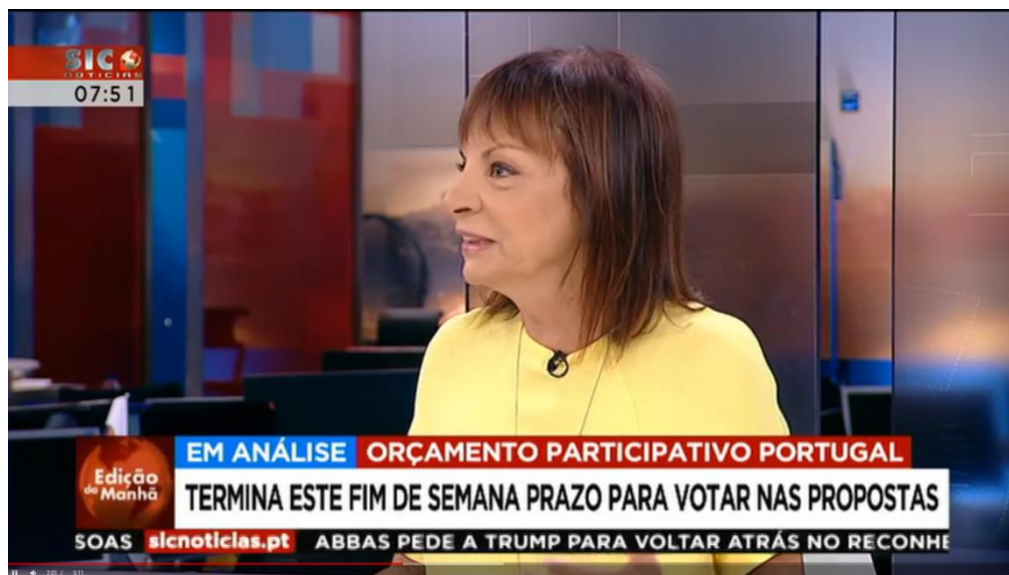 SIC
NOTICIAS
07:51
EM ANÁLISE ORÇAMENTO PARTICIPATIVO PORTUGAL
Edição
da Manhã
TERMINA ESTE FIM DE SEMANA PRAZO PARA VOTAR NAS PROPOSTAS
SOAS sicnoticias.pt ABBAS PEDE A TRUMP PARA VOLTAR ATRÁS NO RECONHE